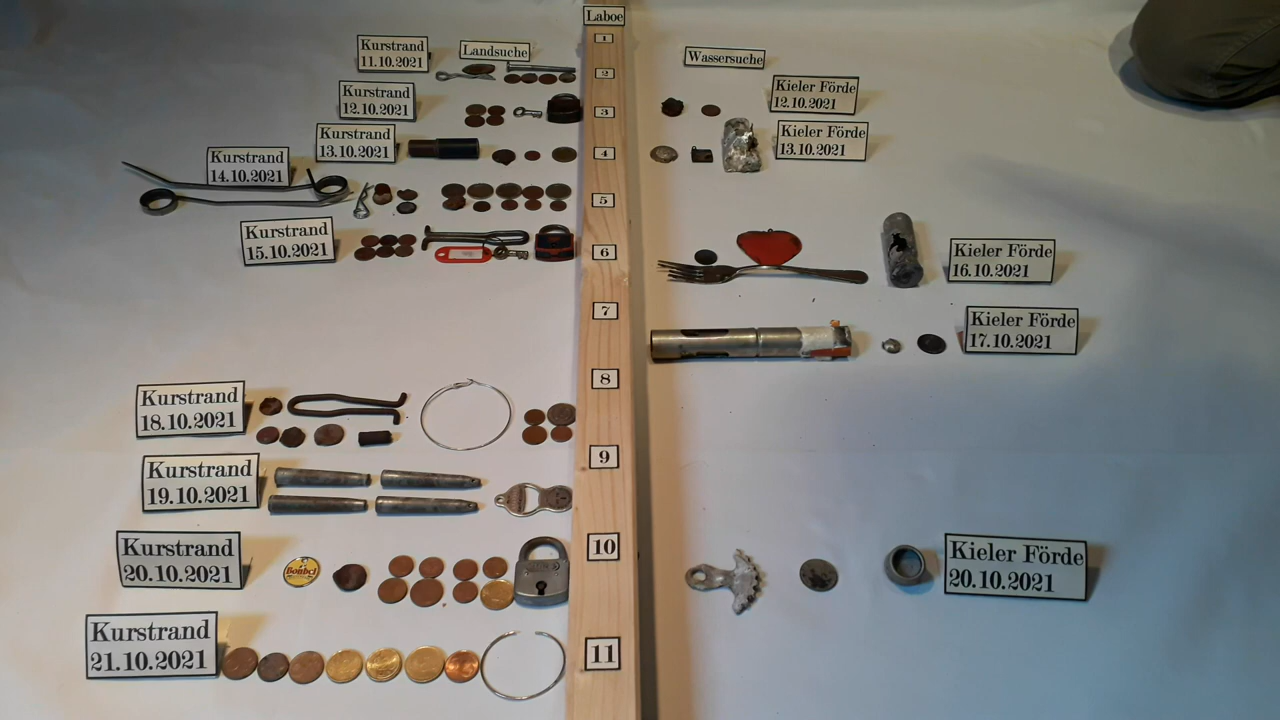 Laboe
1
Kurstrand
11.10.2021
Landsuche
Wassersuche
2
Kurstrand
12.10.2021
3
Kieler Förde
12.10.2021
Kurstrand
13.10.2021
4
Kieler Förde
13.10.2021
Kurstrand
14.10.2021
5
Kurstrand
15.10.2021
6
Kieler Förde
16.10.2021
7
Kieler Förde
17.10.2021
8
Kurstrand
18.10.2021
9
Kurstrand
19.10.2021
10
Kurstrand
20.10.2021
Bonbel
Kieler Förde
20.10.2021
11
Kurstrand
21.10.2021